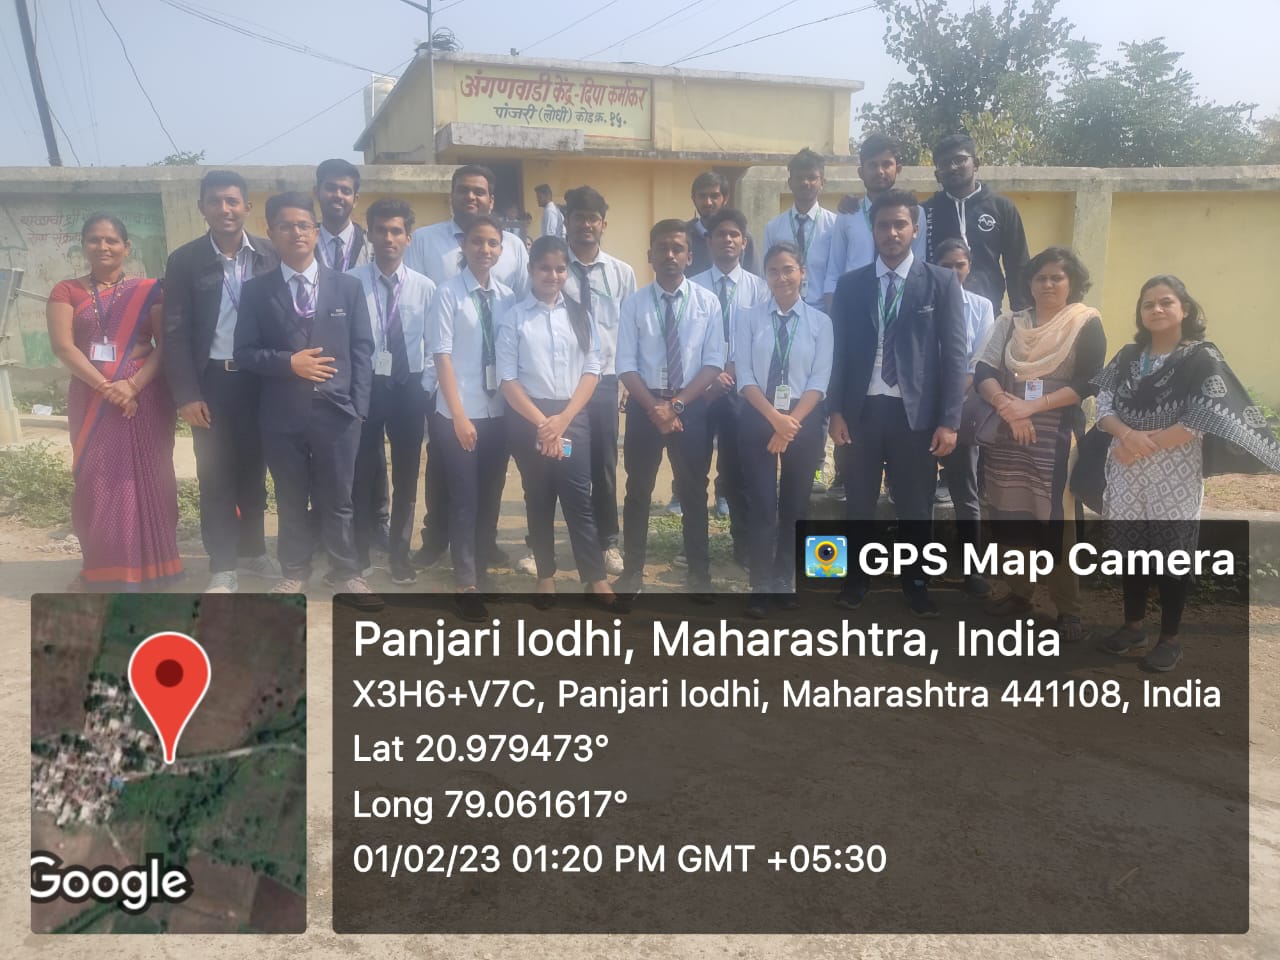 अंगणवाडी केंद्र-दिपा कर्माकर
पांजरी (लोधी) कोड क्र. १५.
GPS Map Camera
Panjari lodhi, Maharashtra, India
X3H6+V7C, Panjari lodhi, Maharashtra 441108, India
Lat 20.979473°
Long 79.061617°
01/02/23 01:20 PM GMT +05:30
Google